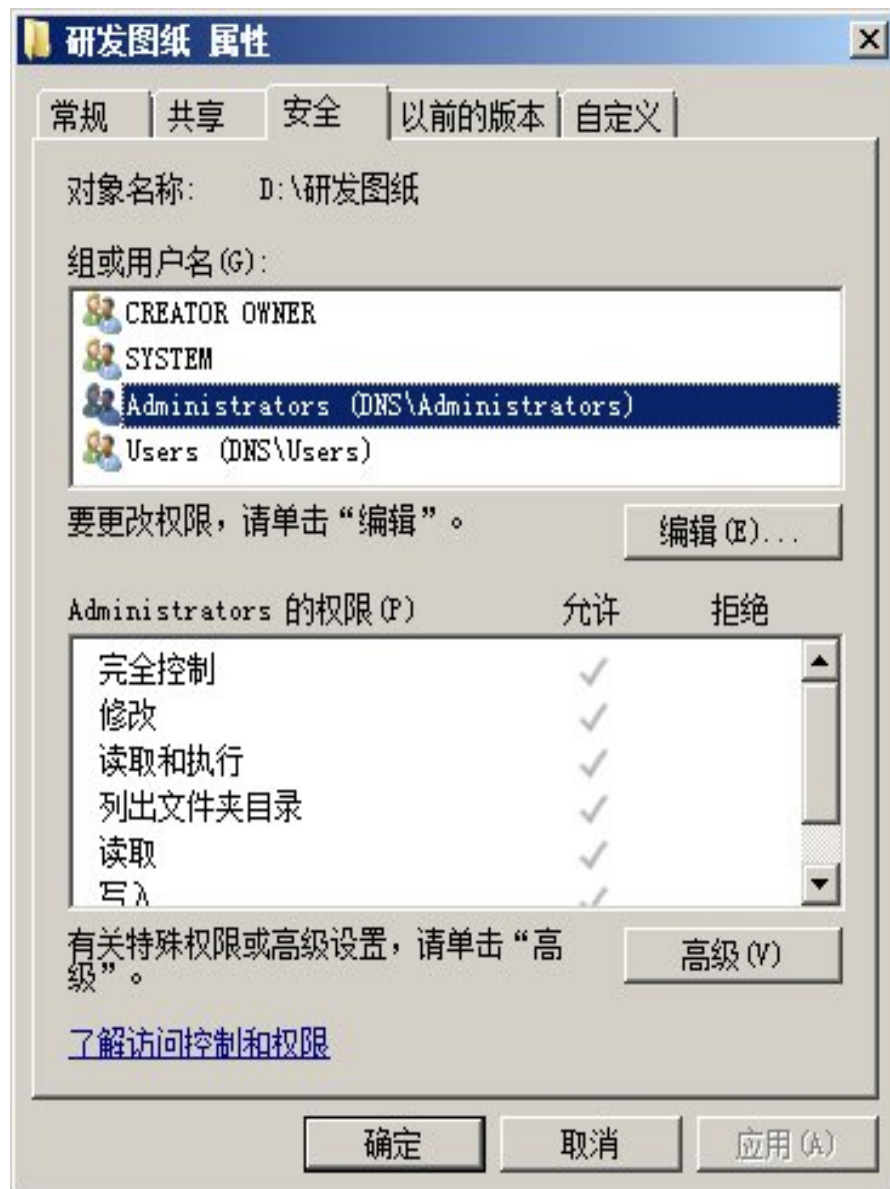 研发图纸 属性
常规 共享 安全 以前的版本 自定义
对象名称: D:\研发图纸
组或用户名(G):
CREATOR OWNER
SYSTEM
Administrators (DNS\Administrators)
Users (DNS\Users)
要更改权限，请单击“编辑”。
编辑(E)...
Administrators 的权限(P) 允许 拒绝
完全控制
修改
读取和执行
列出文件夹目录
读取
写入
有关特殊权限或高级设置，请单击“高
级”。
高级(V)
了解访问控制和权限
确定 取消 应用(A)